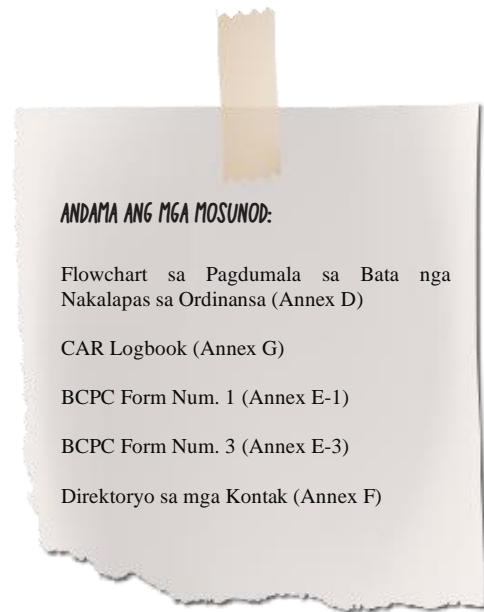 ANDAMA ANG MGA MOSUNOD:
Flowchart sa Pagdumala sa Bata nga
Nakalapas sa Ordinansa (Annex D)
CAR Logbook (Annex G)
BCPC Form Num. 1 (Annex E-1)
BCPC Form Num. 3 (Annex E-3)
Direktoryo sa mga Kontak (Annex F)